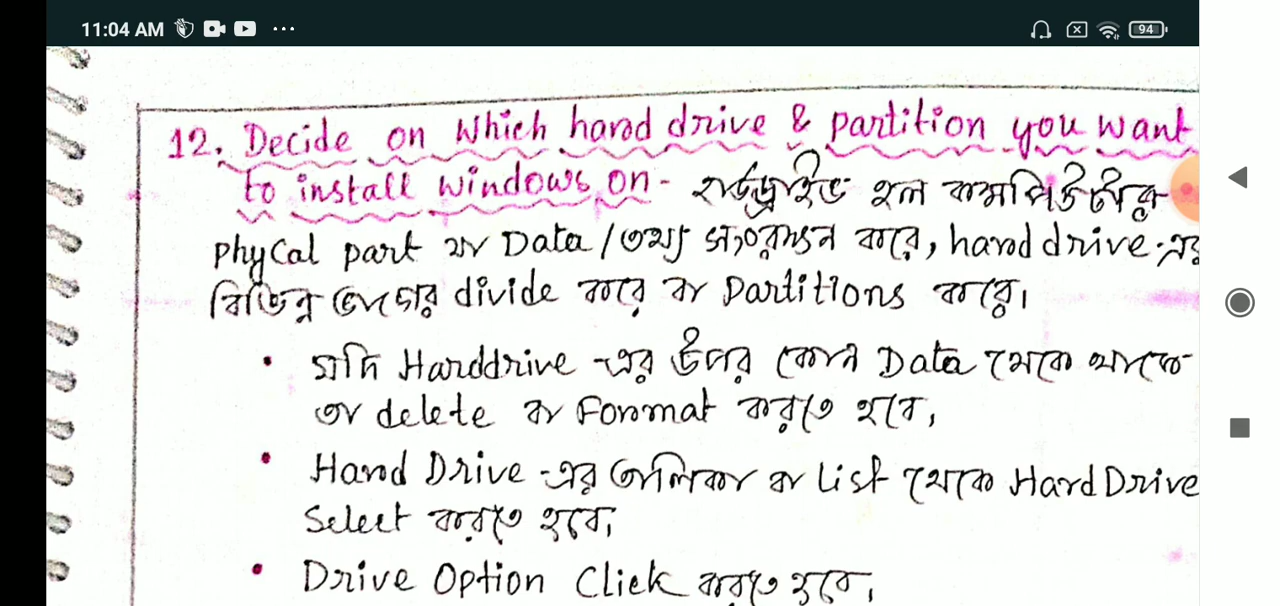 11:04 AM
94
12. Decide on which hard drive & partition you want
to install windows on - হার্ডড্রাইভ হল কমপিউটারের
phycal part যা Data/তথ্য সংরক্ষন করে, hard drive-এর
বিভিন্ন ভাগের divide করে বা partitions করে।
• যদি Harddrive -এর উপর কোন Data থেকে থাকে
তা delete বা Format করতে হবে,
• Hard Drive -এর তালিকা বা List থেকে Hard Drive
Select করতে হবে,
• Drive Option Click করতে হবে,